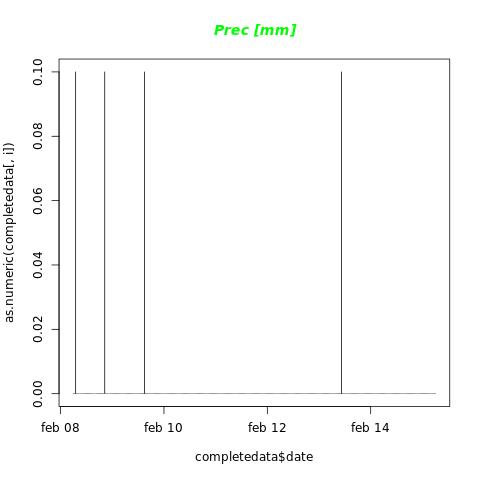 Prec [mm]
as.numeric(completedata[, i])
0.10
0.08
0.06
0.04
0.02
0.00
feb 08
feb 10
feb 12
feb 14
completedata$date